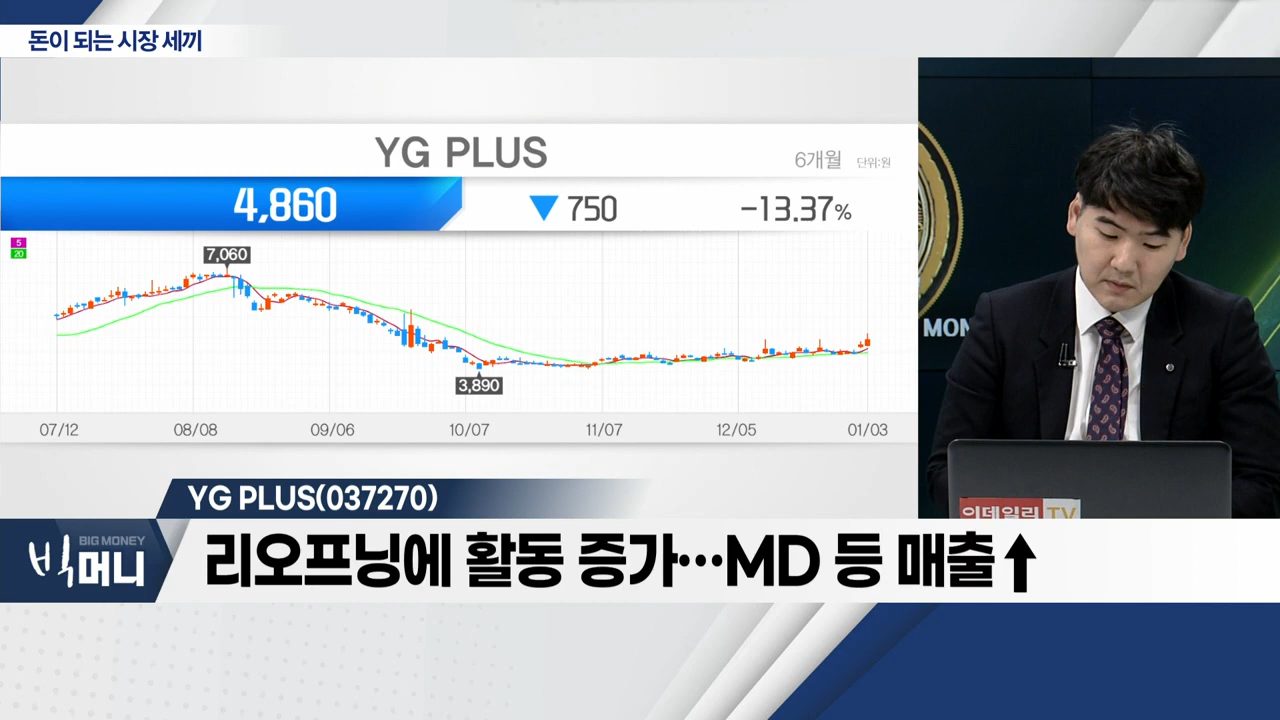 돈이 되는 시장 세끼
YG PLUS
6개월 단위:원
4,860 ▼ 750 -13.37%
5
20
7,060
3,890
07/12 08/08 09/06 10/07 11/07 12/05 01/03
MON
이데일리 TV
YG PLUS(037270)
BIG MONEY
빅머니
리오프닝에 활동 증가…MD 등 매출↑